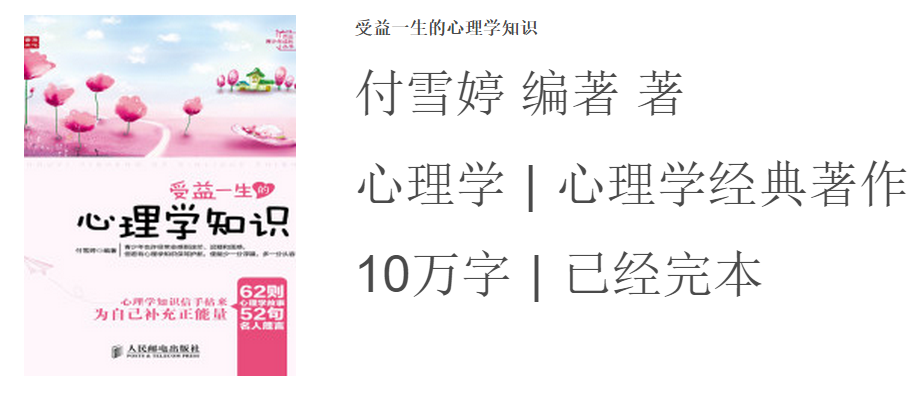 受益一生的
心理学知识
付雪婷◎编著
心理学知识信手拈来
为自己补充正能量
62则
心理学故事
52句
名人箴言
人民邮电出版社
POSTS & TELECOM PRESS
受益一生的心理学知识
付雪婷 编著 著
心理学 | 心理学经典著作
10万字 | 已经完本